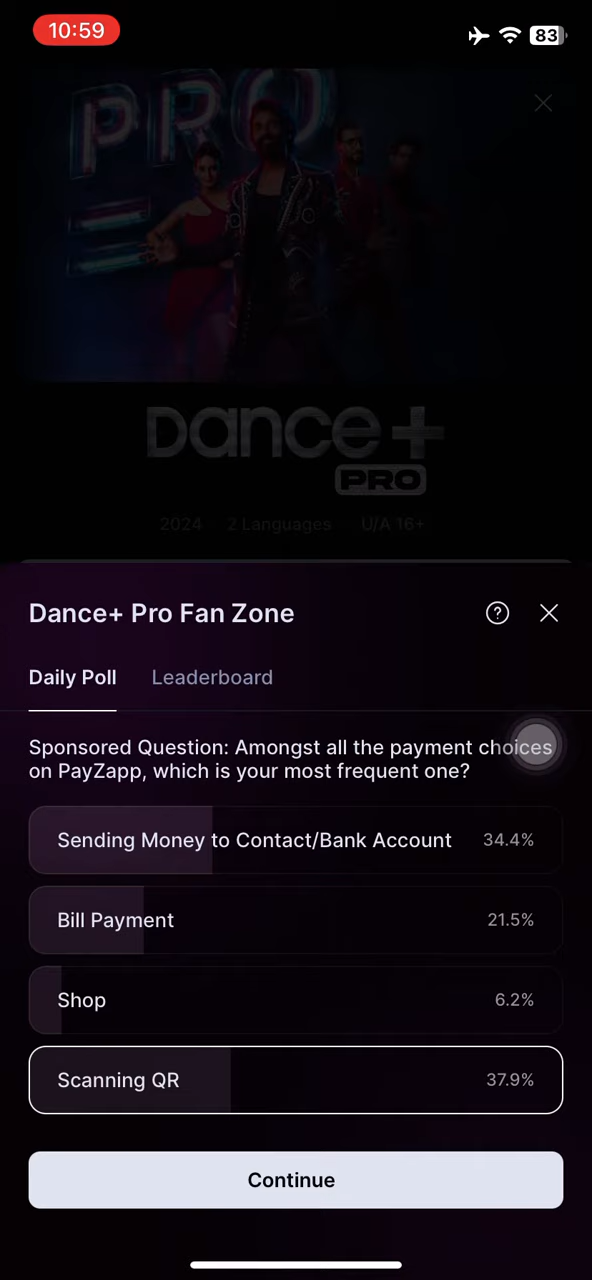 10:59
83
PRO
Dance+
PRO
2024 2 Languages U/A 16+
Dance+ Pro Fan Zone
?
Daily Poll Leaderboard
Sponsored Question: Amongst all the payment choices
on PayZapp, which is your most frequent one?
Sending Money to Contact/Bank Account 34.4%
Bill Payment 21.5%
Shop 6.2%
Scanning QR 37.9%
Continue